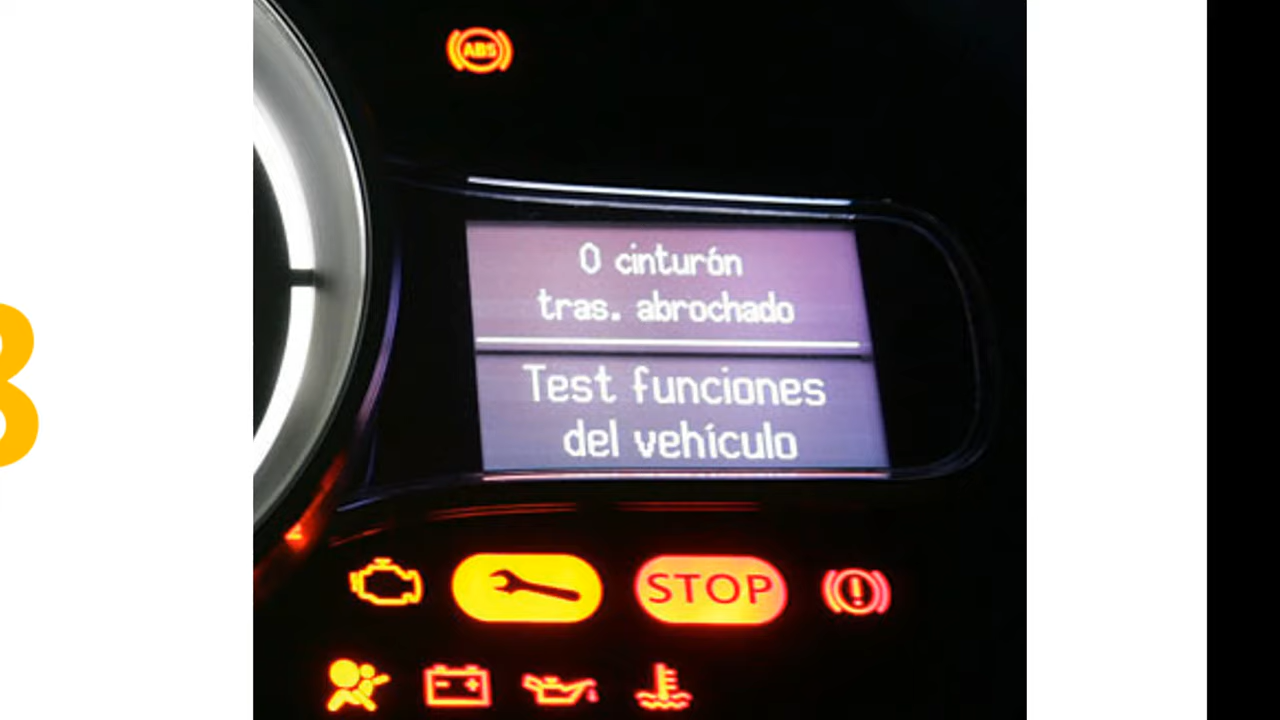 ABS
0 cinturón
tras. abrochado
Test funciones
del vehículo
STOP